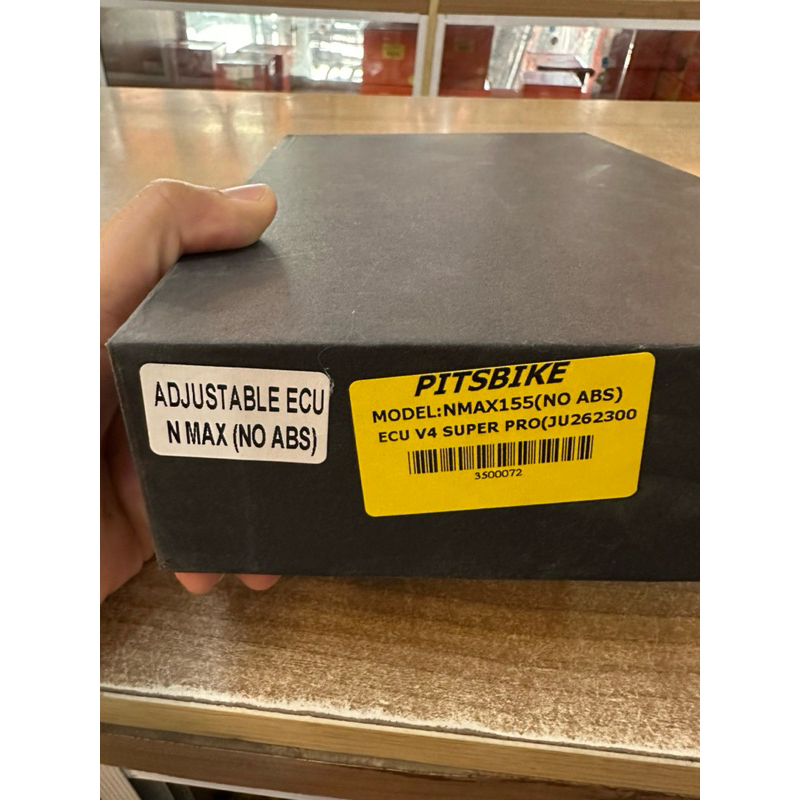 ADJUSTABLE ECU
N MAX (NO ABS)
PITSBIKE
MODEL:NMAX155(NO ABS)
ECU V4 SUPER PRO(JU262300
3500072